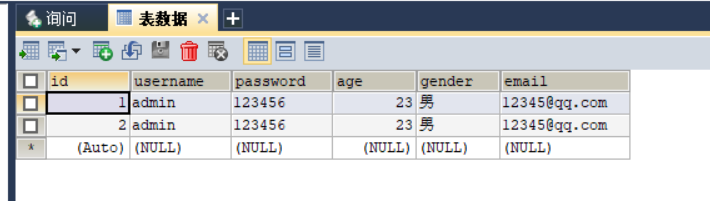 询问 表数据
id username password age gender email
1 admin 123456 23 男 12345@qq.com
2 admin 123456 23 男 12345@qq.com
* (Auto) (NULL) (NULL) (NULL) (NULL) (NULL)